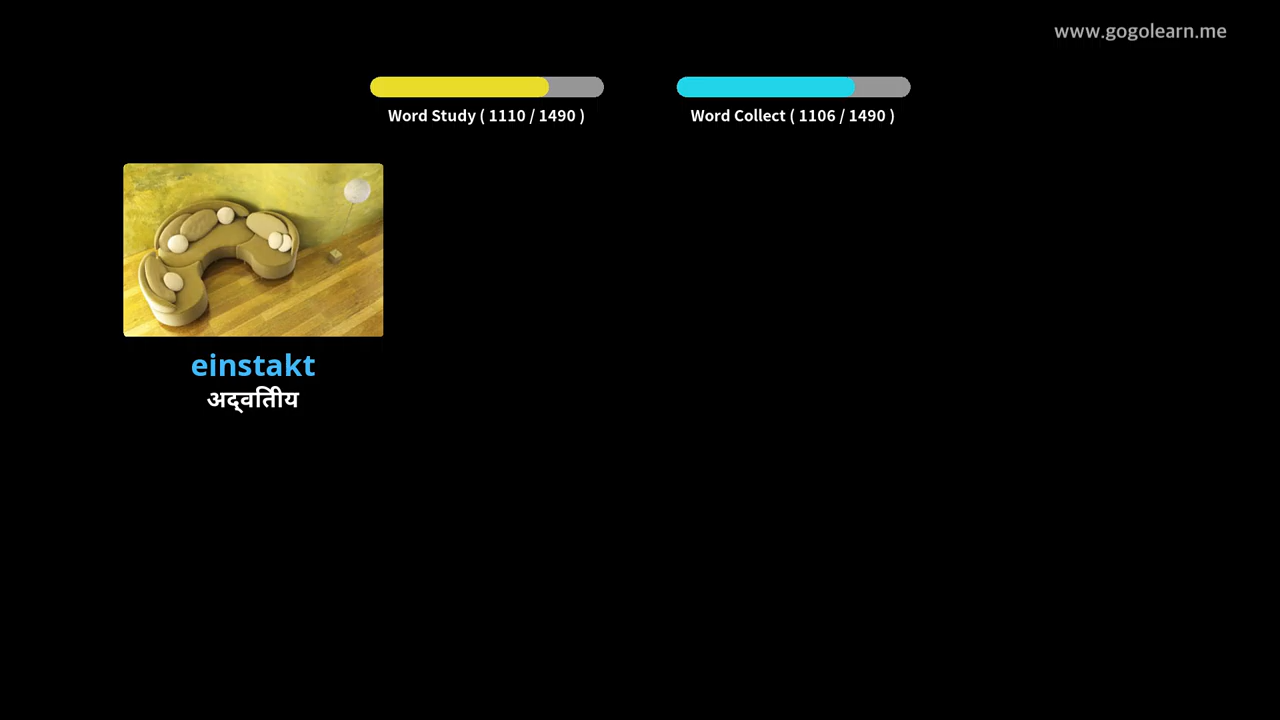 www.gogolearn.me
Word Study ( 1110 / 1490 )
Word Collect ( 1106 / 1490 )
einstakt
अद्वितीय